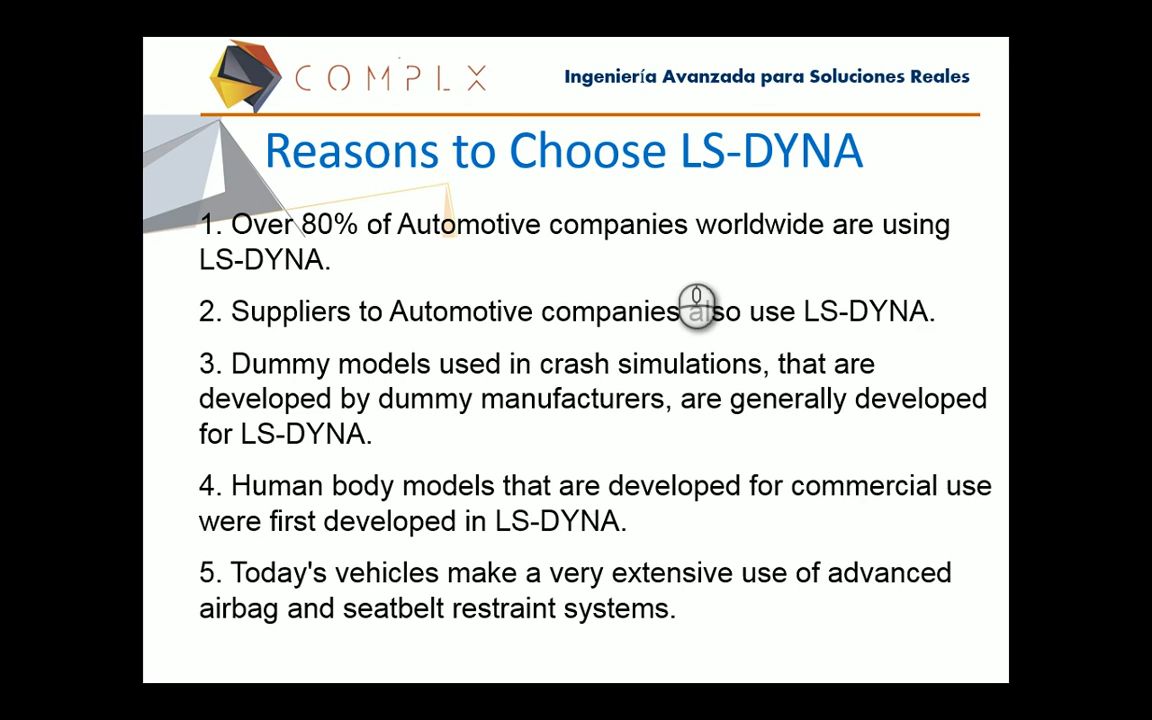 COMPLX
Ingeniería Avanzada para Soluciones Reales
Reasons to Choose LS-DYNA
1. Over 80% of Automotive companies worldwide are using
LS-DYNA.
2. Suppliers to Automotive companies also use LS-DYNA.
3. Dummy models used in crash simulations, that are
developed by dummy manufacturers, are generally developed
for LS-DYNA.
4. Human body models that are developed for commercial use
were first developed in LS-DYNA.
5. Today's vehicles make a very extensive use of advanced
airbag and seatbelt restraint systems.